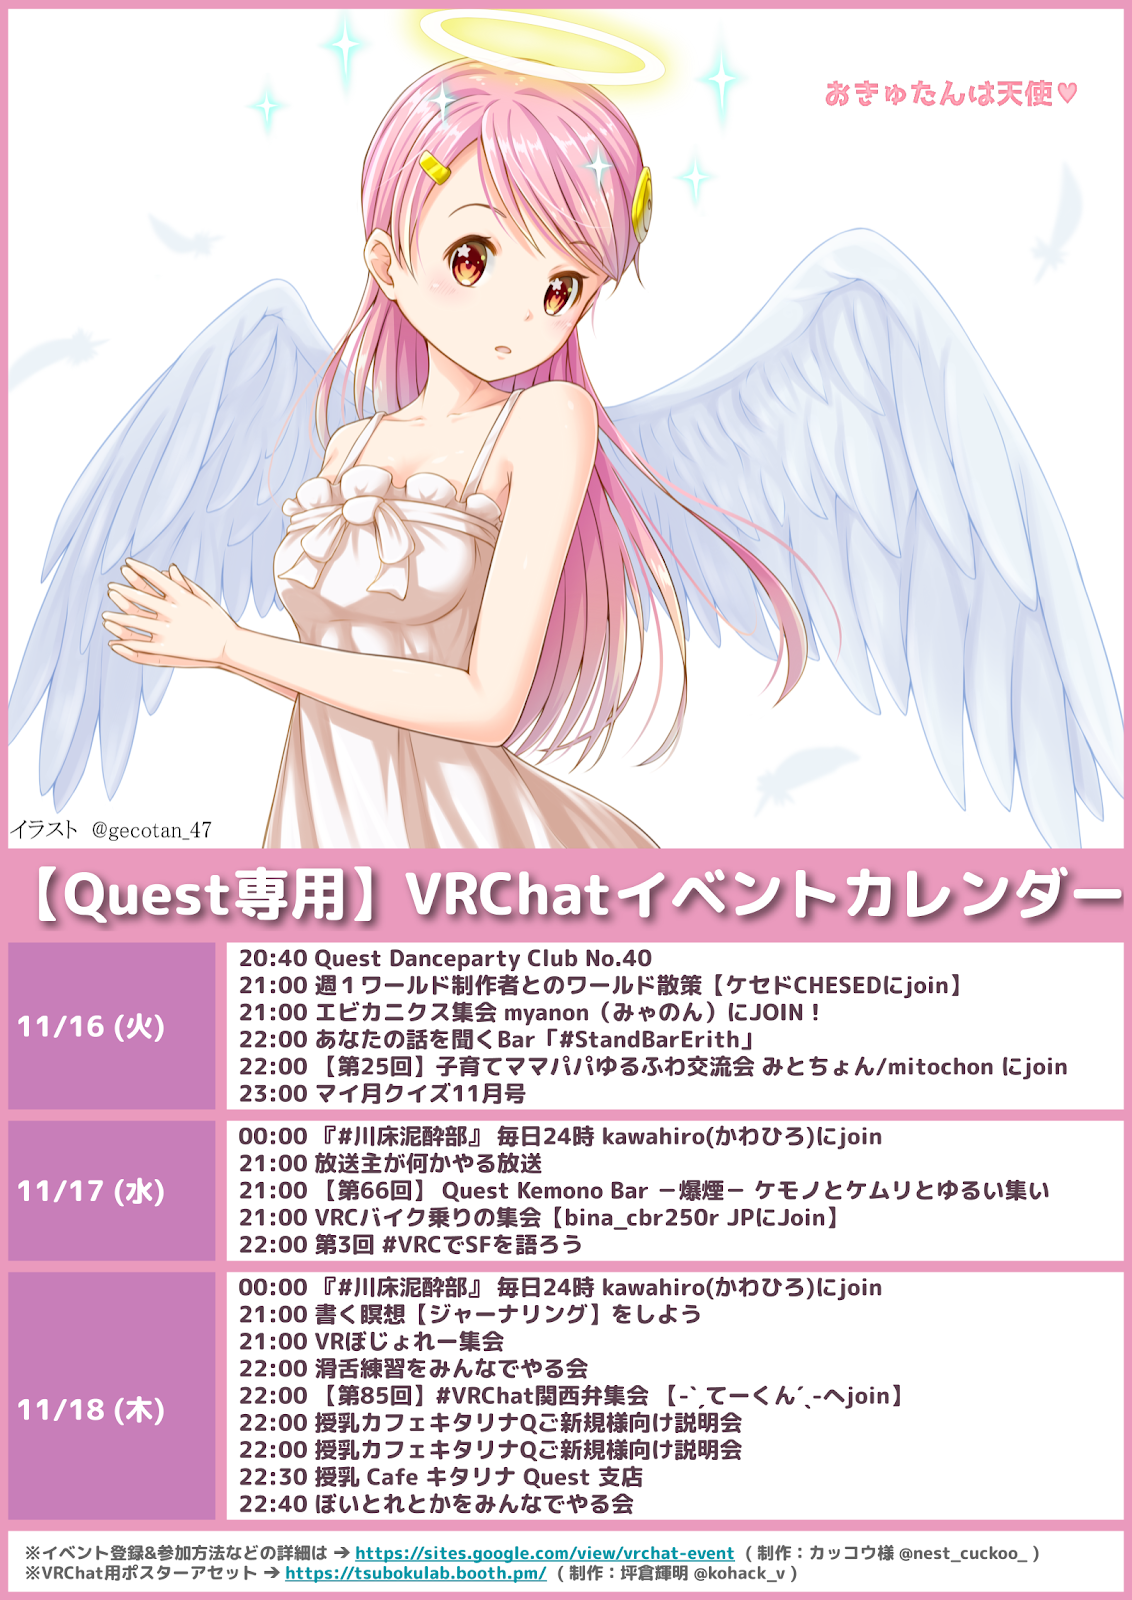 おきゅたんは天使♥
イラスト @gecotan_47
【Quest専用】VRChatイベントカレンダー
11/16 (火)
20:40 Quest Danceparty Club No.40
21:00 週１ワールド制作者とのワールド散策【ケセドCHESEDにjoin】
21:00 エビカニクス集会 myanon（みゃのん）にJOIN！
22:00 あなたの話を聞くBar「#StandBarErith」
22:00 【第25回】子育てママパパゆるふわ交流会 みとちょん/mitochon にjoin
23:00 マイ月クイズ11月号
11/17 (水)
00:00 『#川床泥酔部』 毎日24時 kawahiro(かわひろ)にjoin
21:00 放送主が何かやる放送
21:00 【第66回】 Quest Kemono Bar －爆煙－ ケモノとケムリとゆるい集い
21:00 VRCバイク乗りの集会【bina_cbr250r JPにJoin】
22:00 第3回 #VRCでSFを語ろう
11/18 (木)
00:00 『#川床泥酔部』 毎日24時 kawahiro(かわひろ)にjoin
21:00 書く瞑想【ジャーナリング】をしよう
21:00 VRぼじょれー集会
22:00 滑舌練習をみんなでやる会
22:00 【第85回】#VRChat関西弁集会 【-ˋˏてーくんˊˎ-へjoin】
22:00 授乳カフェキタリナQご新規様向け説明会
22:00 授乳カフェキタリナQご新規様向け説明会
22:30 授乳 Cafe キタリナ Quest 支店
22:40 ぼいとれとかをみんなでやる会
※イベント登録&参加方法などの詳細は → https://sites.google.com/view/vrchat-event ( 制作：カッコウ様 @nest_cuckoo_ )
※VRChat用ポスターアセット → https://tsubokulab.booth.pm/ ( 制作：坪倉輝明 @kohack_v )